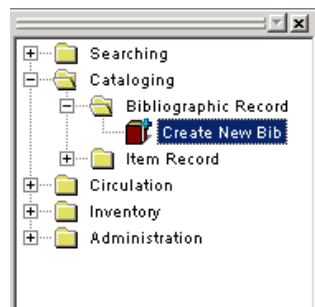 Searching
Cataloging
Bibliographic Record
Create New Bib
Item Record
Circulation
Inventory
Administration